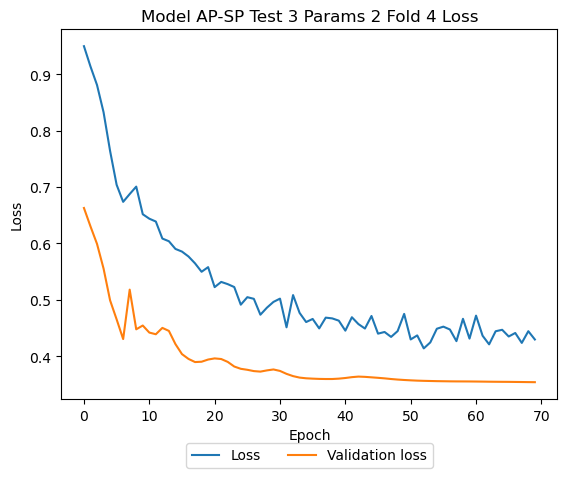 Model AP-SP Test 3 Params 2 Fold 4 Loss
0.9
0.8
0.7
0.6
0.5
0.4
Loss
0 10 20 30 40 50 60 70
Epoch
Loss Validation loss